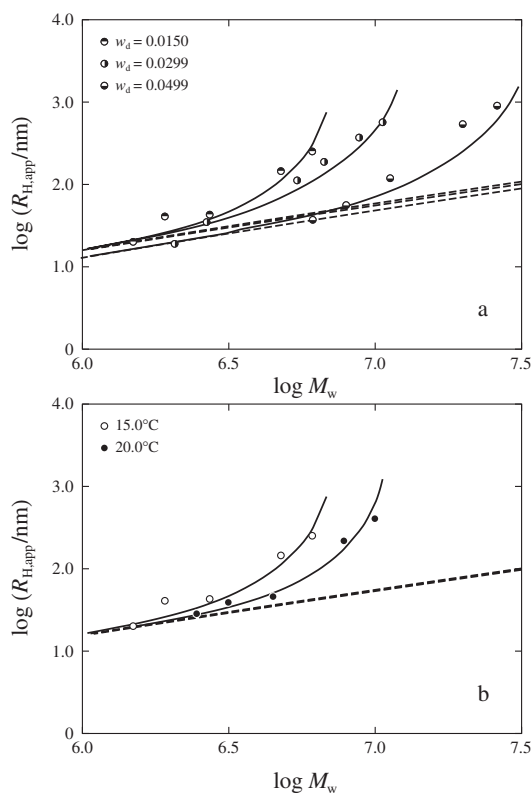 4.0
w_d = 0.0150
w_d = 0.0299
w_d = 0.0499
3.0
log (R_H,app/nm)
2.0
1.0
a
0
6.0 6.5 7.0 7.5
log M_w
4.0
15.0°C
20.0°C
3.0
log (R_H,app/nm)
2.0
1.0
b
0
6.0 6.5 7.0 7.5
log M_w